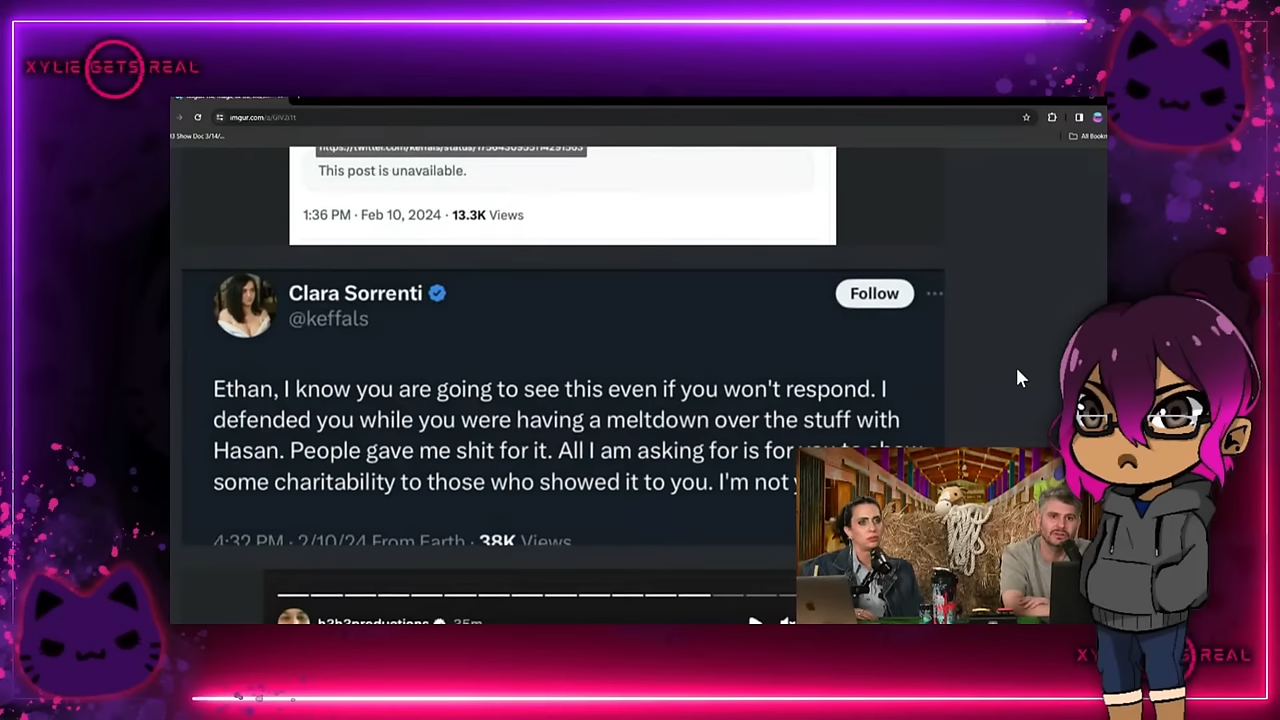 XYLIE GETS REAL
imgur.com/a/
This post is unavailable.
1:36 PM · Feb 10, 2024 · 13.3K Views
Clara Sorrenti
Follow
@keffals
Ethan, I know you are going to see this even if you won't respond. I
defended you while you were having a meltdown over the stuff with
Hasan. People gave me shit for it. All I am asking for is for
some charitability to those who showed it to you. I'm not
4:32 PM · 2/10/24 From Earth · 38K Views
h3h3productions 35m
REAL